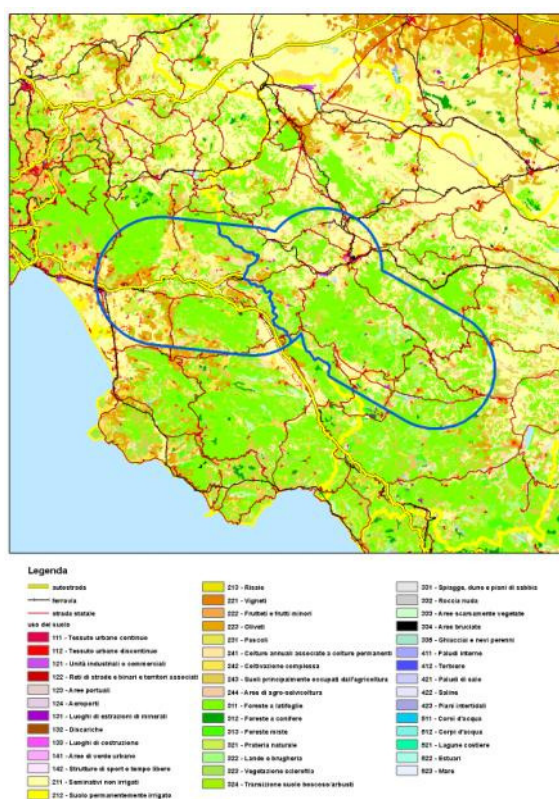 Legenda
autostrada
ferrovia
strada statale
uso del suolo
111 - Tessuto urbano continuo
112 - Tessuto urbano discontinuo
121 - Unità industriali o commerciali
122 - Reti di strade e binari e territori associati
123 - Aree portuali
124 - Aeroporti
131 - Luoghi di estrazioni di minerali
132 - Discariche
133 - Luoghi di costruzione
141 - Aree di verde urbano
142 - Strutture di sport e tempo libero
211 - Seminativi non irrigati
212 - Suolo permanentemente irrigato
213 - Risaie
221 - Vigneti
222 - Frutteti e frutti minori
223 - Oliveti
231 - Pascoli
241 - Colture annuali associate a colture permanenti
242 - Coltivazione complessa
243 - Suoli principalmente occupati dall'agricoltura
244 - Aree di agro-selvicoltura
311 - Foreste a latifoglie
312 - Foreste a conifere
313 - Foreste miste
321 - Prateria naturale
322 - Lande e brughiera
323 - Vegetazione sclerofila
324 - Transizione suolo boscoso/arbusti
331 - Spiagge, dune e piani di sabbia
332 - Roccia nuda
333 - Aree scarsamente vegetate
334 - Aree bruciate
335 - Ghiacciai e nevi perenni
411 - Paludi interne
412 - Torbiere
421 - Paludi di sale
422 - Saline
423 - Piani intertidali
511 - Corsi d'acqua
512 - Corpi d'acqua
521 - Lagune costiere
522 - Estuari
523 - Mare